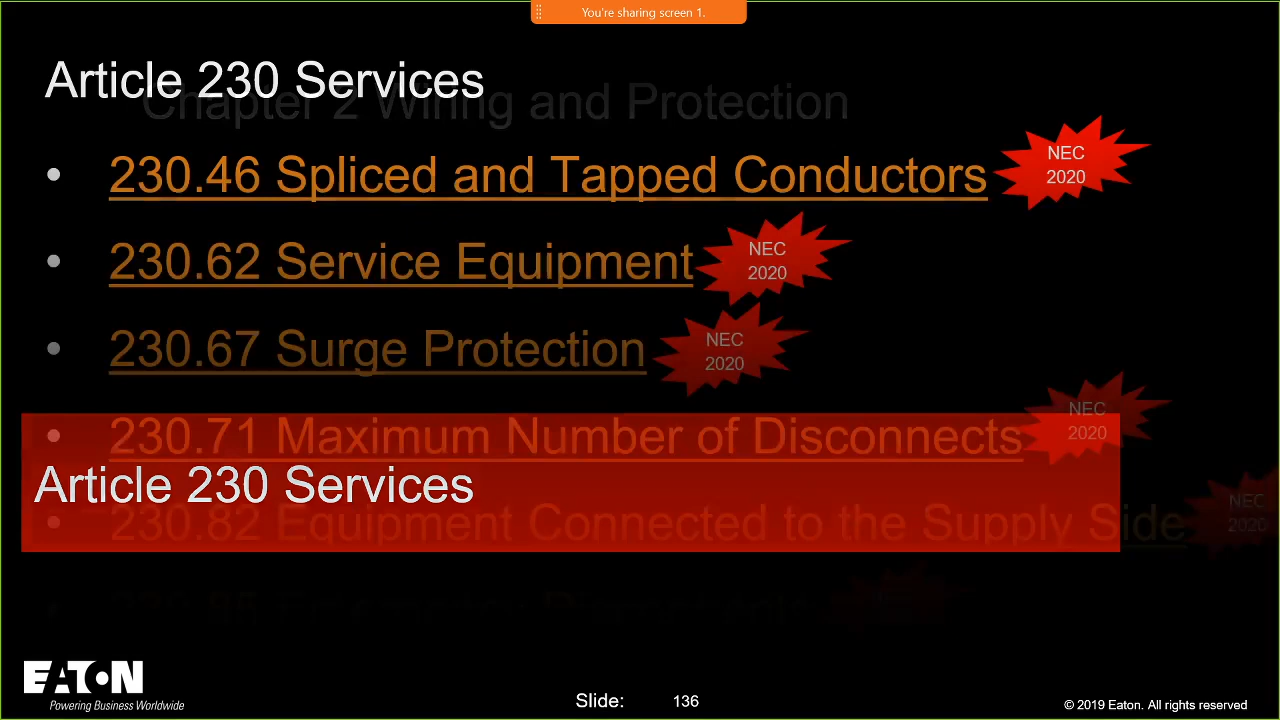 You're sharing screen 1.
Article 230 Services
Chapter 2 Wiring and Protection
• 230.46 Spliced and Tapped Conductors
NEC
2020
• 230.62 Service Equipment
NEC
2020
• 230.67 Surge Protection
NEC
2020
• 230.71 Maximum Number of Disconnects
NEC
2020
Article 230 Services
• 230.82 Equipment Connected to the Supply Side
NEC
2020
EATON
Powering Business Worldwide
Slide: 136
© 2019 Eaton. All rights reserved